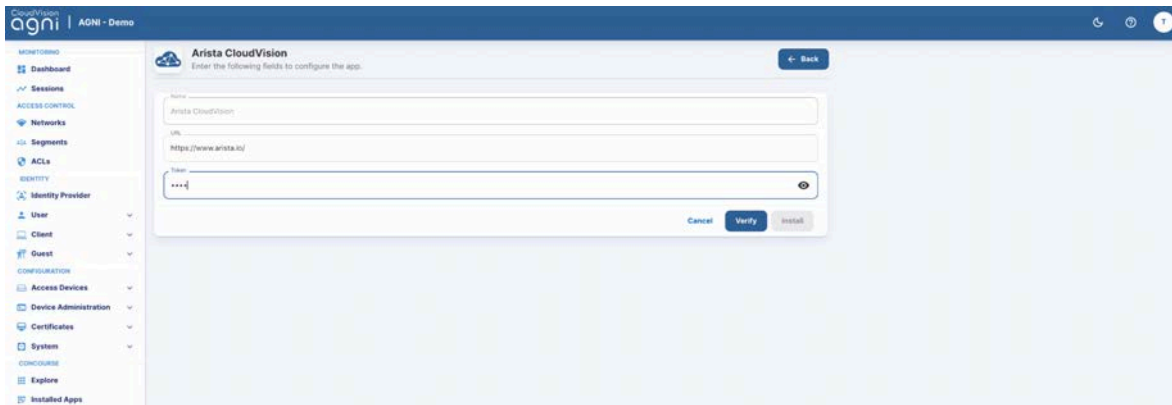 CloudVision
agni | AGNI - Demo
T
MONITORING
Dashboard
Sessions
ACCESS CONTROL
Networks
Segments
ACLs
IDENTITY
Identity Provider
User
Client
Guest
CONFIGURATION
Access Devices
Device Administration
Certificates
System
CONCOURSE
Explore
Installed Apps
Arista CloudVision
Enter the following fields to configure the app.
← Back
Name
Arista CloudVision
URL
https://www.arista.io/
Token
••••
Cancel
Verify
Install